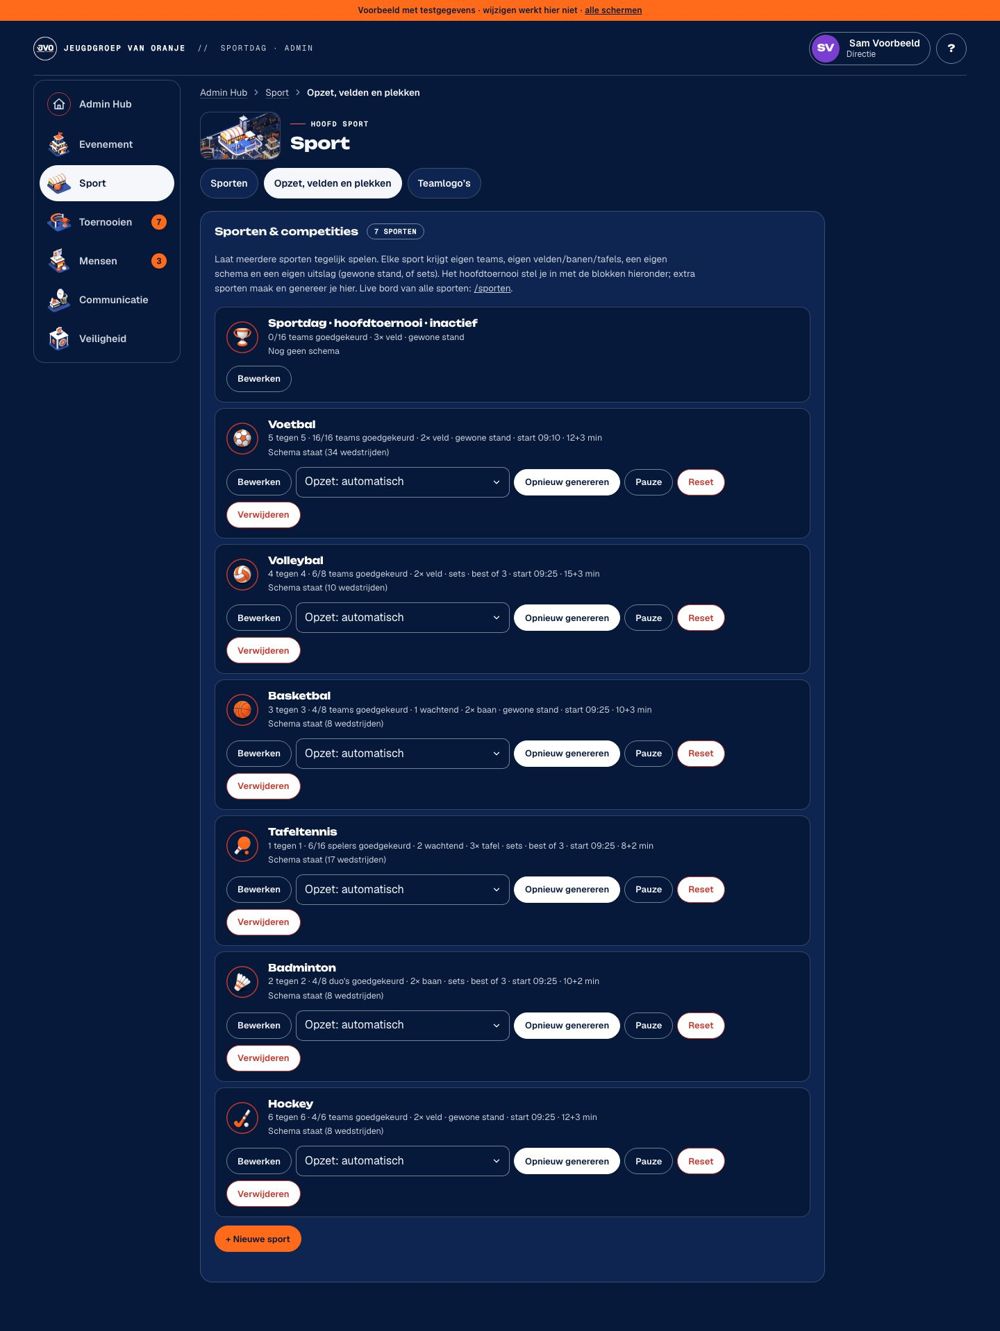 Voorbeeld met testgegevens · wijzigen werkt hier niet · alle schermen
JVO JEUGDGROEP VAN ORANJE // SPORTDAG · ADMIN
SV Sam Voorbeeld
Directie
?
Admin Hub
Evenement
Sport
Toernooien 7
Mensen 3
Communicatie
Veiligheid
Admin Hub > Sport > Opzet, velden en plekken
HOOFD SPORT
Sport
Sporten
Opzet, velden en plekken
Teamlogo's
Sporten & competities 7 SPORTEN
Laat meerdere sporten tegelijk spelen. Elke sport krijgt eigen teams, eigen velden/banen/tafels, een eigen
schema en een eigen uitslag (gewone stand, of sets). Het hoofdtoernooi stel je in met de blokken hieronder; extra
sporten maak en genereer je hier. Live bord van alle sporten: /sporten.
Sportdag · hoofdtoernooi · inactief
0/16 teams goedgekeurd · 3× veld · gewone stand
Nog geen schema
Bewerken
Voetbal
5 tegen 5 · 16/16 teams goedgekeurd · 2× veld · gewone stand · start 09:10 · 12+3 min
Schema staat (34 wedstrijden)
Bewerken Opzet: automatisch Opnieuw genereren Pauze Reset
Verwijderen
Volleybal
4 tegen 4 · 6/8 teams goedgekeurd · 2× veld · sets · best of 3 · start 09:25 · 15+3 min
Schema staat (10 wedstrijden)
Bewerken Opzet: automatisch Opnieuw genereren Pauze Reset
Verwijderen
Basketbal
3 tegen 3 · 4/8 teams goedgekeurd · 1 wachtend · 2× baan · gewone stand · start 09:25 · 10+3 min
Schema staat (8 wedstrijden)
Bewerken Opzet: automatisch Opnieuw genereren Pauze Reset
Verwijderen
Tafeltennis
1 tegen 1 · 6/16 spelers goedgekeurd · 2 wachtend · 3× tafel · sets · best of 3 · start 09:25 · 8+2 min
Schema staat (17 wedstrijden)
Bewerken Opzet: automatisch Opnieuw genereren Pauze Reset
Verwijderen
Badminton
2 tegen 2 · 4/8 duo's goedgekeurd · 2× baan · sets · best of 3 · start 09:25 · 10+2 min
Schema staat (8 wedstrijden)
Bewerken Opzet: automatisch Opnieuw genereren Pauze Reset
Verwijderen
Hockey
6 tegen 6 · 4/6 teams goedgekeurd · 2× veld · gewone stand · start 09:25 · 12+3 min
Schema staat (8 wedstrijden)
Bewerken Opzet: automatisch Opnieuw genereren Pauze Reset
Verwijderen
+ Nieuwe sport